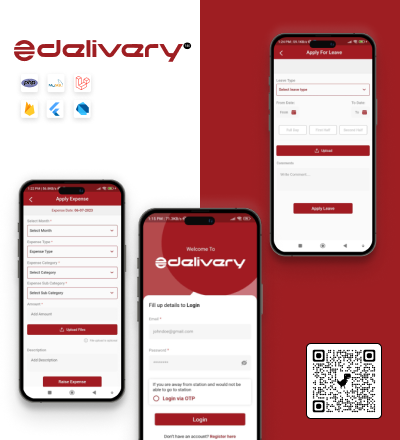 edelivery
php
MySQL
Apply For Leave
Leave Type
Select leave type
From Date
To Date
From
To
Full Day
First Half
Second Half
Upload
Comments
Write Comment...
Apply Leave
Apply Expense
Expense Date: 06-07-2023
Select Month *
Select Month
Expense Type *
Expense Type
Expense Category *
Select Category
Expense Sub Category *
Select Sub Category
Amount *
Add Amount
Upload Files
Description
Add Description
Raise Expense
Welcome To
edelivery
Fill up details to Login
Email *
Password *
If you are away from station and would not
be able to go to station
Login via OTP
Login
Don't have an account? Register here